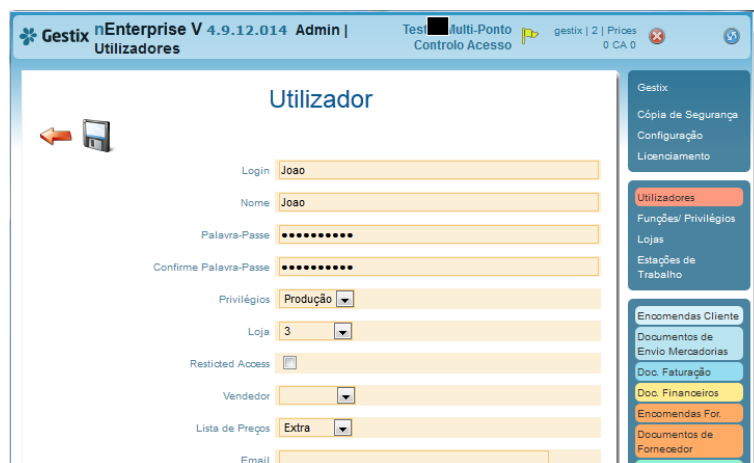 Gestix nEnterprise V 4.9.12.014 Admin |
Utilizadores
Test Multi-Ponto
Controlo Acesso
gestix | 2 | Prices
0 CA 0
Utilizador
Login Joao
Nome Joao
Palavra-Passe ••••••••••
Confirme Palavra-Passe ••••••••••
Privilégios Produção
Loja 3
Resticted Access
Vendedor
Lista de Preços Extra
Email
Gestix
Cópia de Segurança
Configuração
Licenciamento
Utilizadores
Funções/ Privilégios
Lojas
Estações de
Trabalho
Encomendas Cliente
Documentos de
Envio Mercadorias
Doc. Faturação
Doc. Financeiros
Encomendas For.
Documentos de
Fornecedor